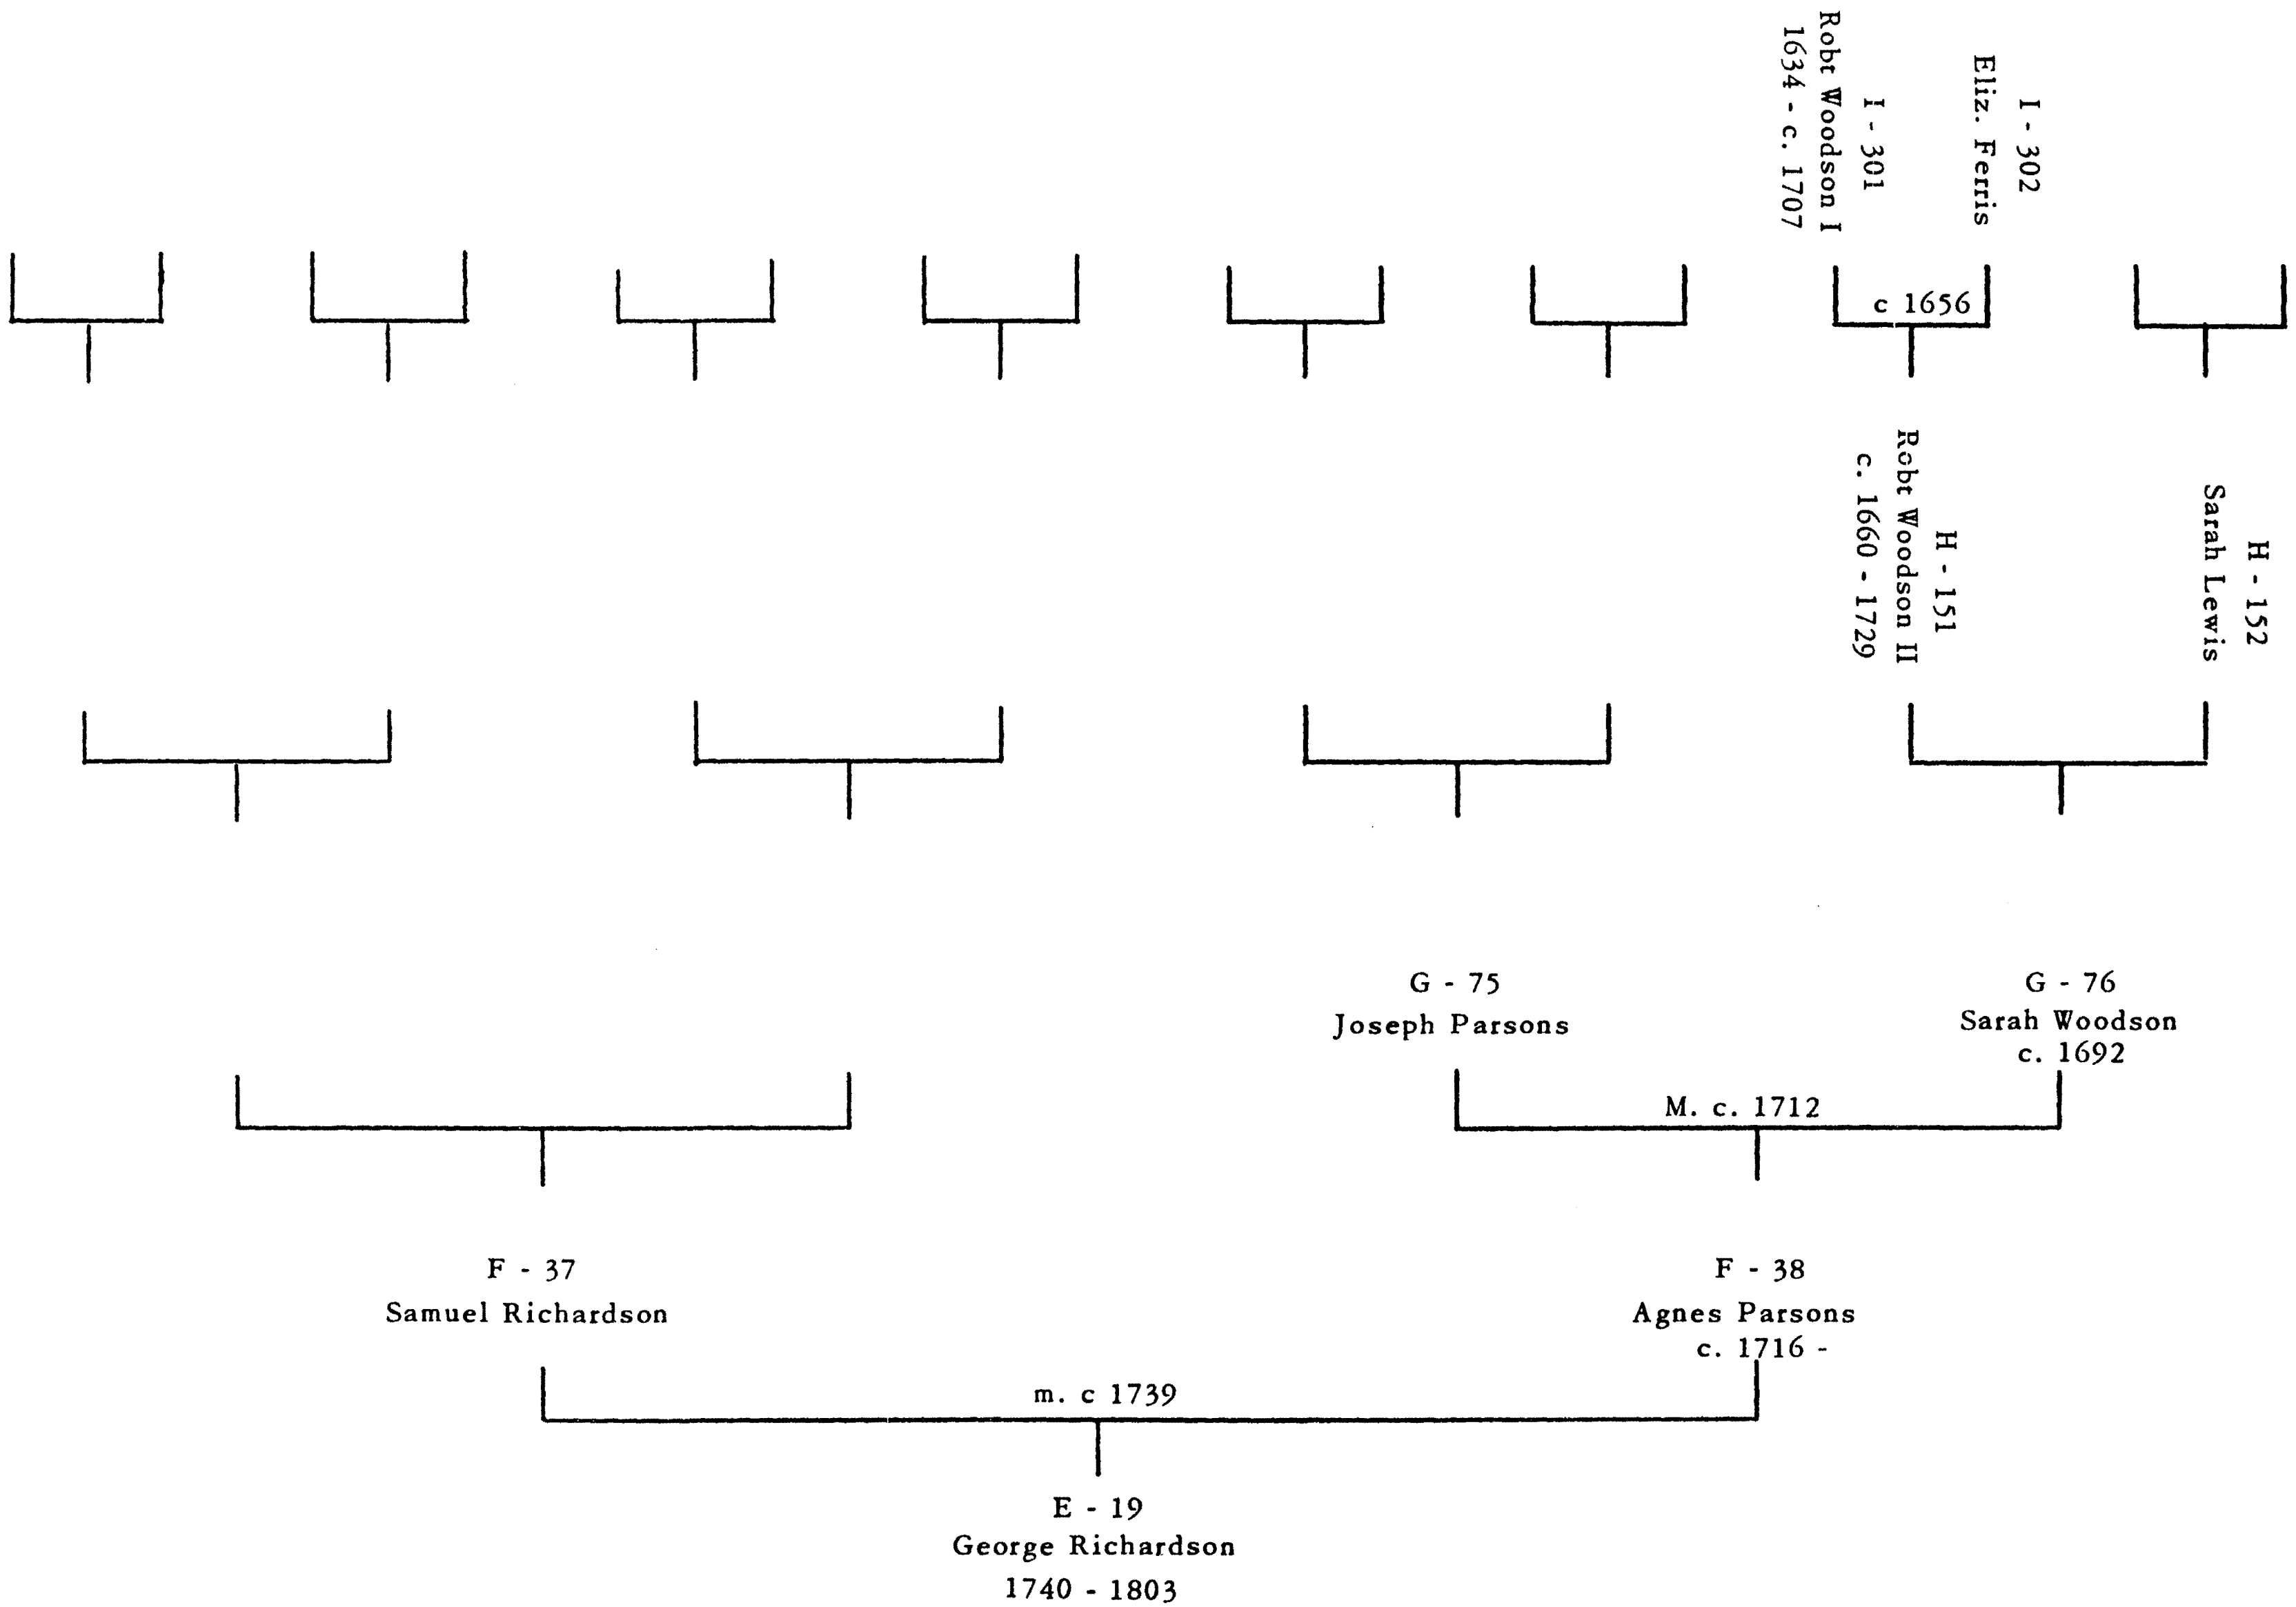 I - 301
Robt Woodson I
1634 - c. 1707
I - 302
Eliz. Ferris
c 1656
H - 151
Robt Woodson II
c. 1660 - 1729
H - 152
Sarah Lewis
G - 75
Joseph Parsons
G - 76
Sarah Woodson
c. 1692
M. c. 1712
F - 37
Samuel Richardson
F - 38
Agnes Parsons
c. 1716 -
m. c 1739
E - 19
George Richardson
1740 - 1803